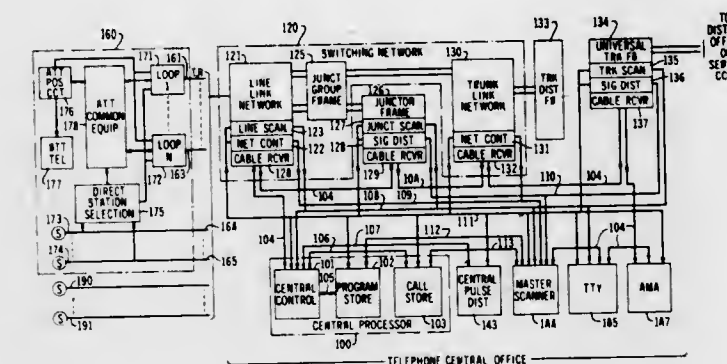 160
ATT POS CCT
176
178
ATT COMMON EQUIP
ATT TEL
177
171
161
LOOP 1
T,R
LOOP N
172
163
DIRECT STATION SELECTION
175
173
S
164
174
S
165
190
S
191
S
120
SWITCHING NETWORK
121
LINE LINK NETWORK
LINE SCAN
123
NET CONT
122
CABLE RCVR
128
125
JUNCT GROUP FRAME
126
JUNCTOR FRAME
127
JUNCT SCAN
128
SIG DIST
CABLE RCVR
129
130
TRUNK LINK NETWORK
NET CONT
131
CABLE RCVR
132
133
TRK DIST FR
134
UNIVERSAL TRK FR
135
TRK SCAN
136
SIG DIST
CABLE RCVR
137
DIST
104
104
108
109
110
111
104
104
106
107
112
113
104
101
CENTRAL CONTROL
105
102
PROGRAM STORE
CALL STORE
103
CENTRAL PROCESSOR
100
CENTRAL PULSE DIST
143
MASTER SCANNER
144
TTY
145
AMA
147
TELEPHONE CENTRAL OFFICE